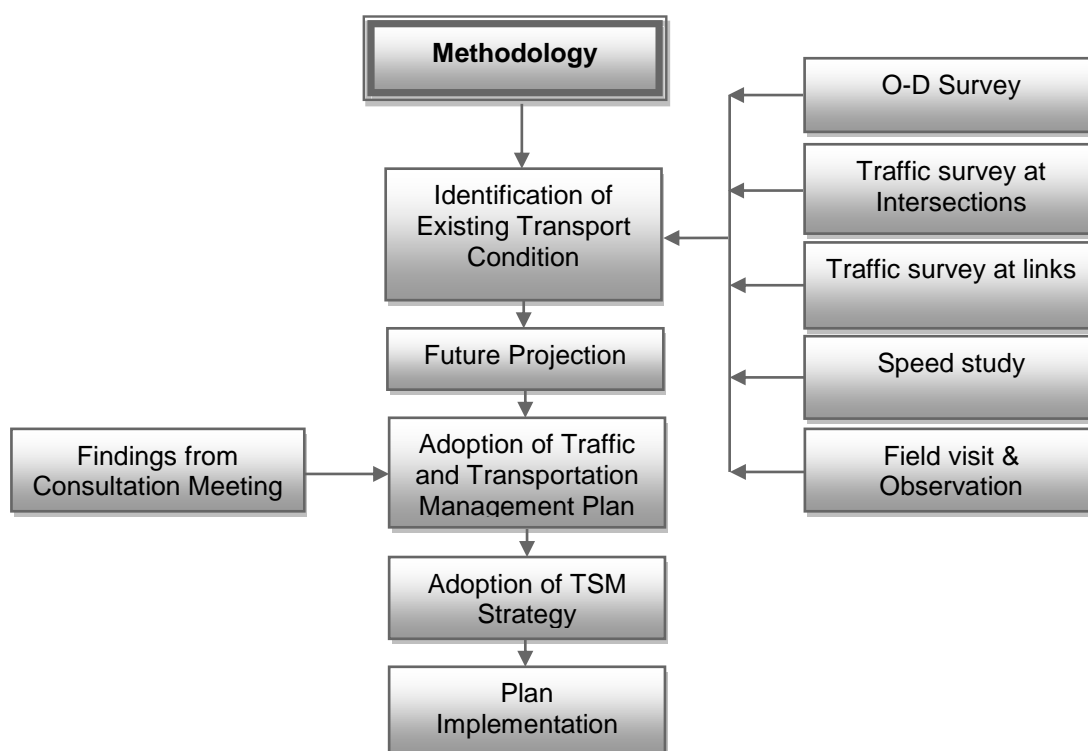 Methodology
O-D Survey
Traffic survey at
Intersections
Identification of
Existing Transport
Condition
Traffic survey at links
Future Projection
Speed study
Findings from
Consultation Meeting
Adoption of Traffic
and Transportation
Management Plan
Field visit &
Observation
Adoption of TSM
Strategy
Plan
Implementation